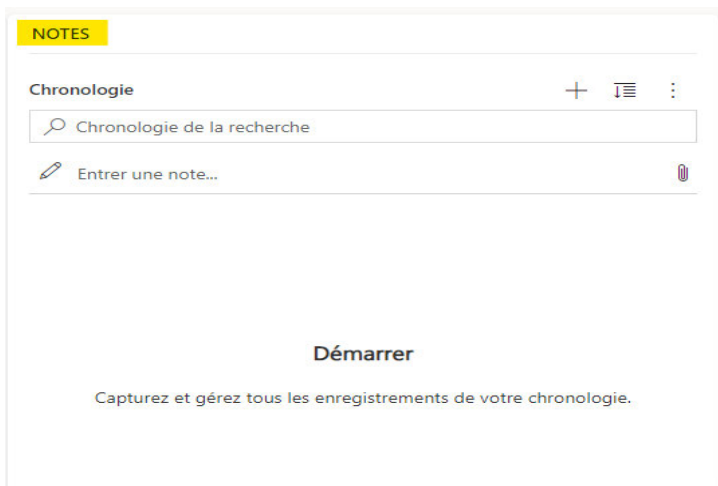 NOTES
Chronologie
Chronologie de la recherche
Entrer une note...
Démarrer
Capturez et gérez tous les enregistrements de votre chronologie.